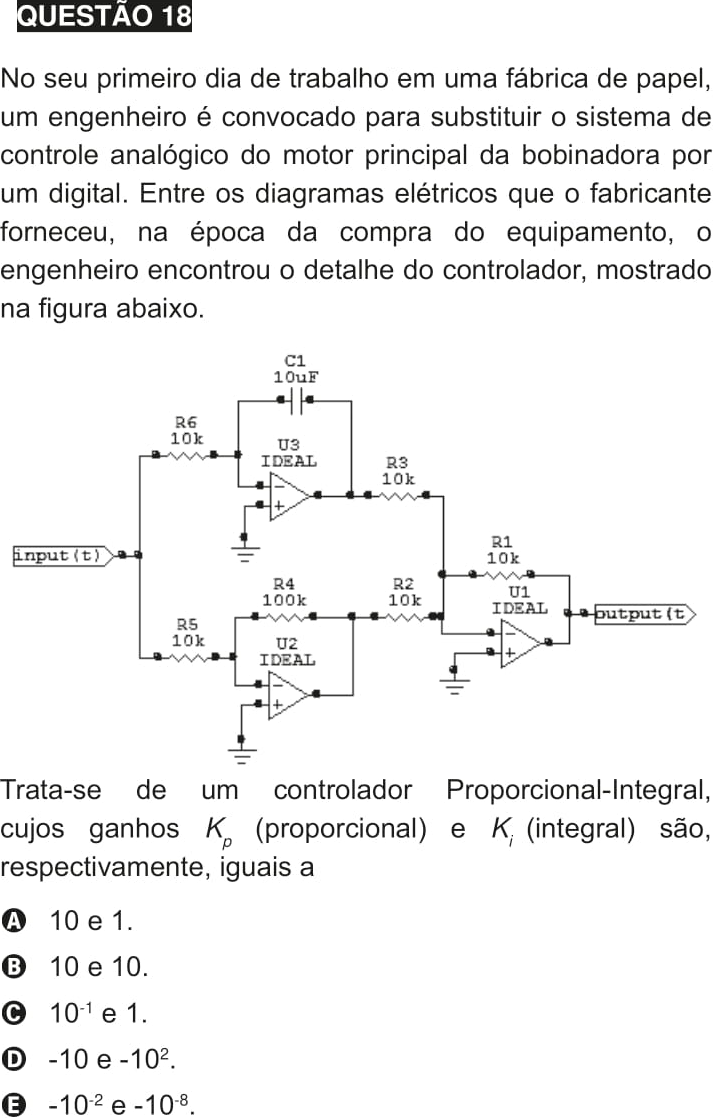 QUESTÃO 18
No seu primeiro dia de trabalho em uma fábrica de papel,
um engenheiro é convocado para substituir o sistema de
controle analógico do motor principal da bobinadora por
um digital. Entre os diagramas elétricos que o fabricante
forneceu, na época da compra do equipamento, o
engenheiro encontrou o detalhe do controlador, mostrado
na figura abaixo.
C1
10uF
R6
10k
U3
IDEAL
R3
10k
input(t)
R1
10k
R4
100k
R2
10k
U1
IDEAL
output(t
R5
10k
U2
IDEAL
Trata-se de um controlador Proporcional-Integral,
cujos ganhos Kp (proporcional) e Ki (integral) são,
respectivamente, iguais a
A 10 e 1.
B 10 e 10.
C 10⁻¹ e 1.
D -10 e -10².
E -10⁻² e -10⁻⁸.